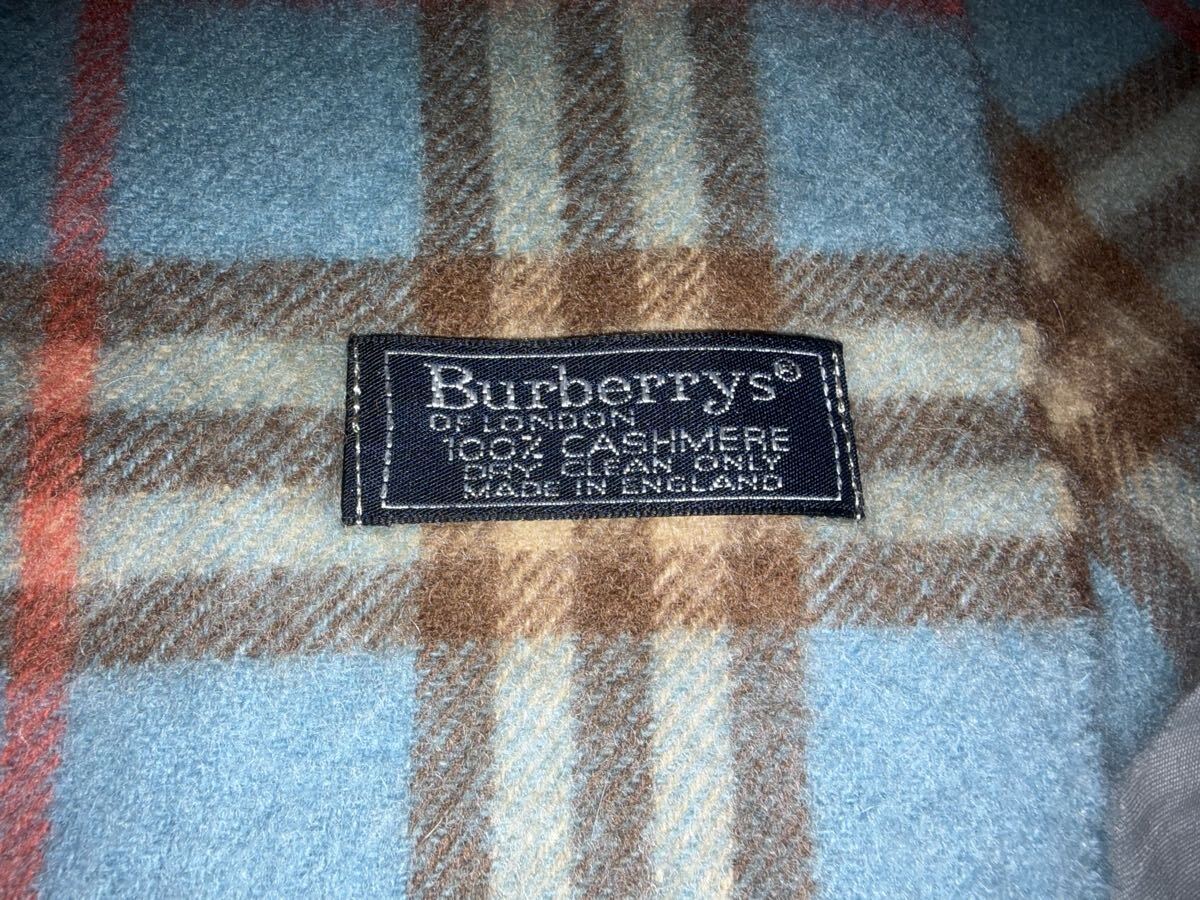 Burberrys®
OF LONDON
100% CASHMERE
DRY CLEAN ONLY
MADE IN ENGLAND